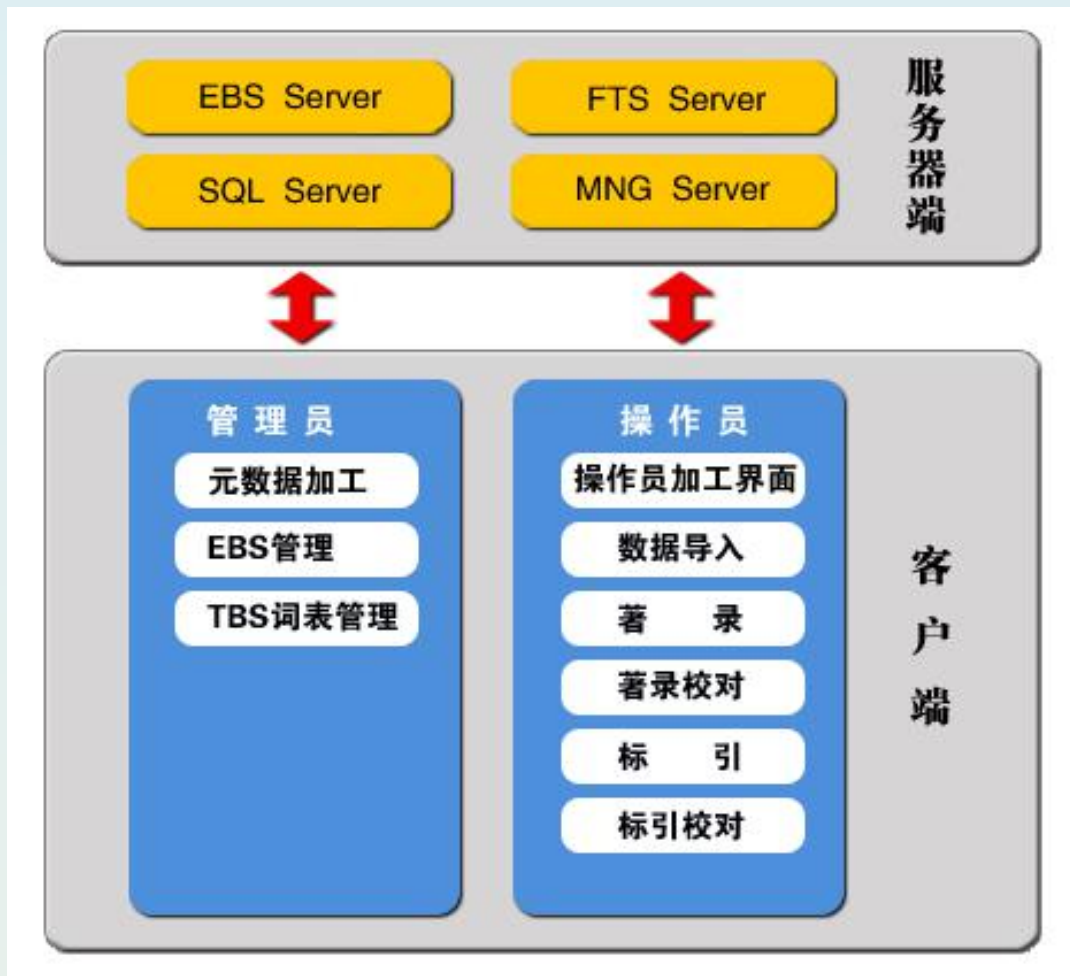 EBS Server
FTS Server
SQL Server
MNG Server
服务器端
管理员
元数据加工
EBS管理
TBS词表管理
操作员
操作员加工界面
数据导入
著 录
著录校对
标 引
标引校对
客户端